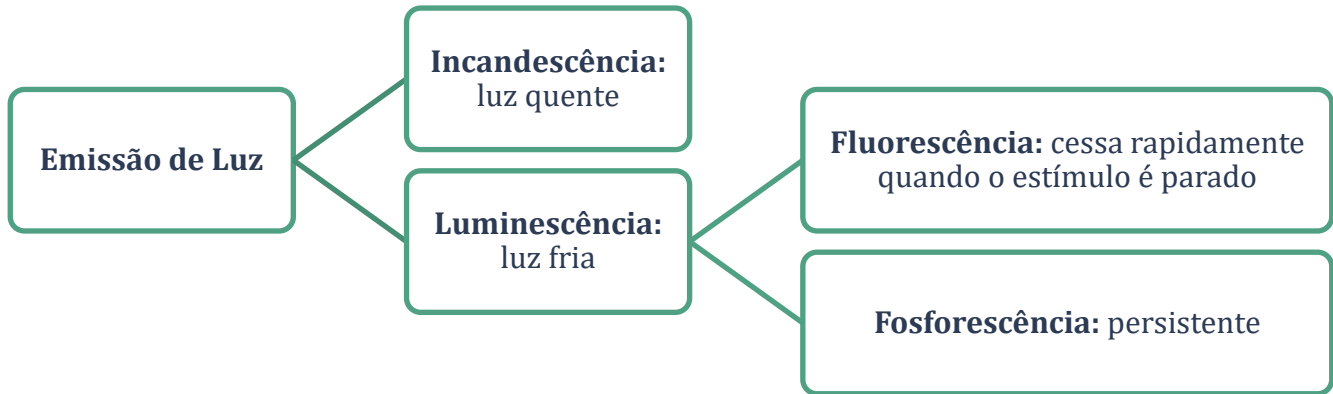 Emissão de Luz
Incandescência:
luz quente
Luminescência:
luz fria
Fluorescência: cessa rapidamente
quando o estímulo é parado
Fosforescência: persistente